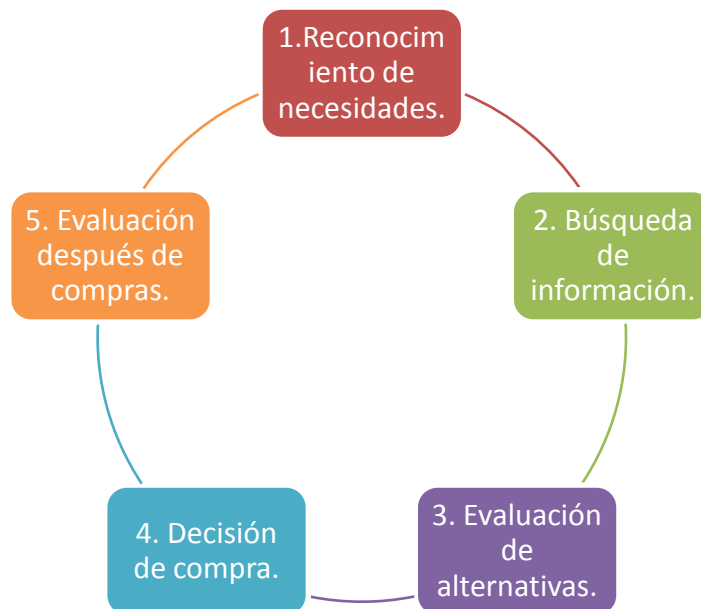 1.Reconocim
iento de
necesidades.
2. Búsqueda
de
información.
3. Evaluación
de
alternativas.
4. Decisión
de compra.
5. Evaluación
después de
compras.